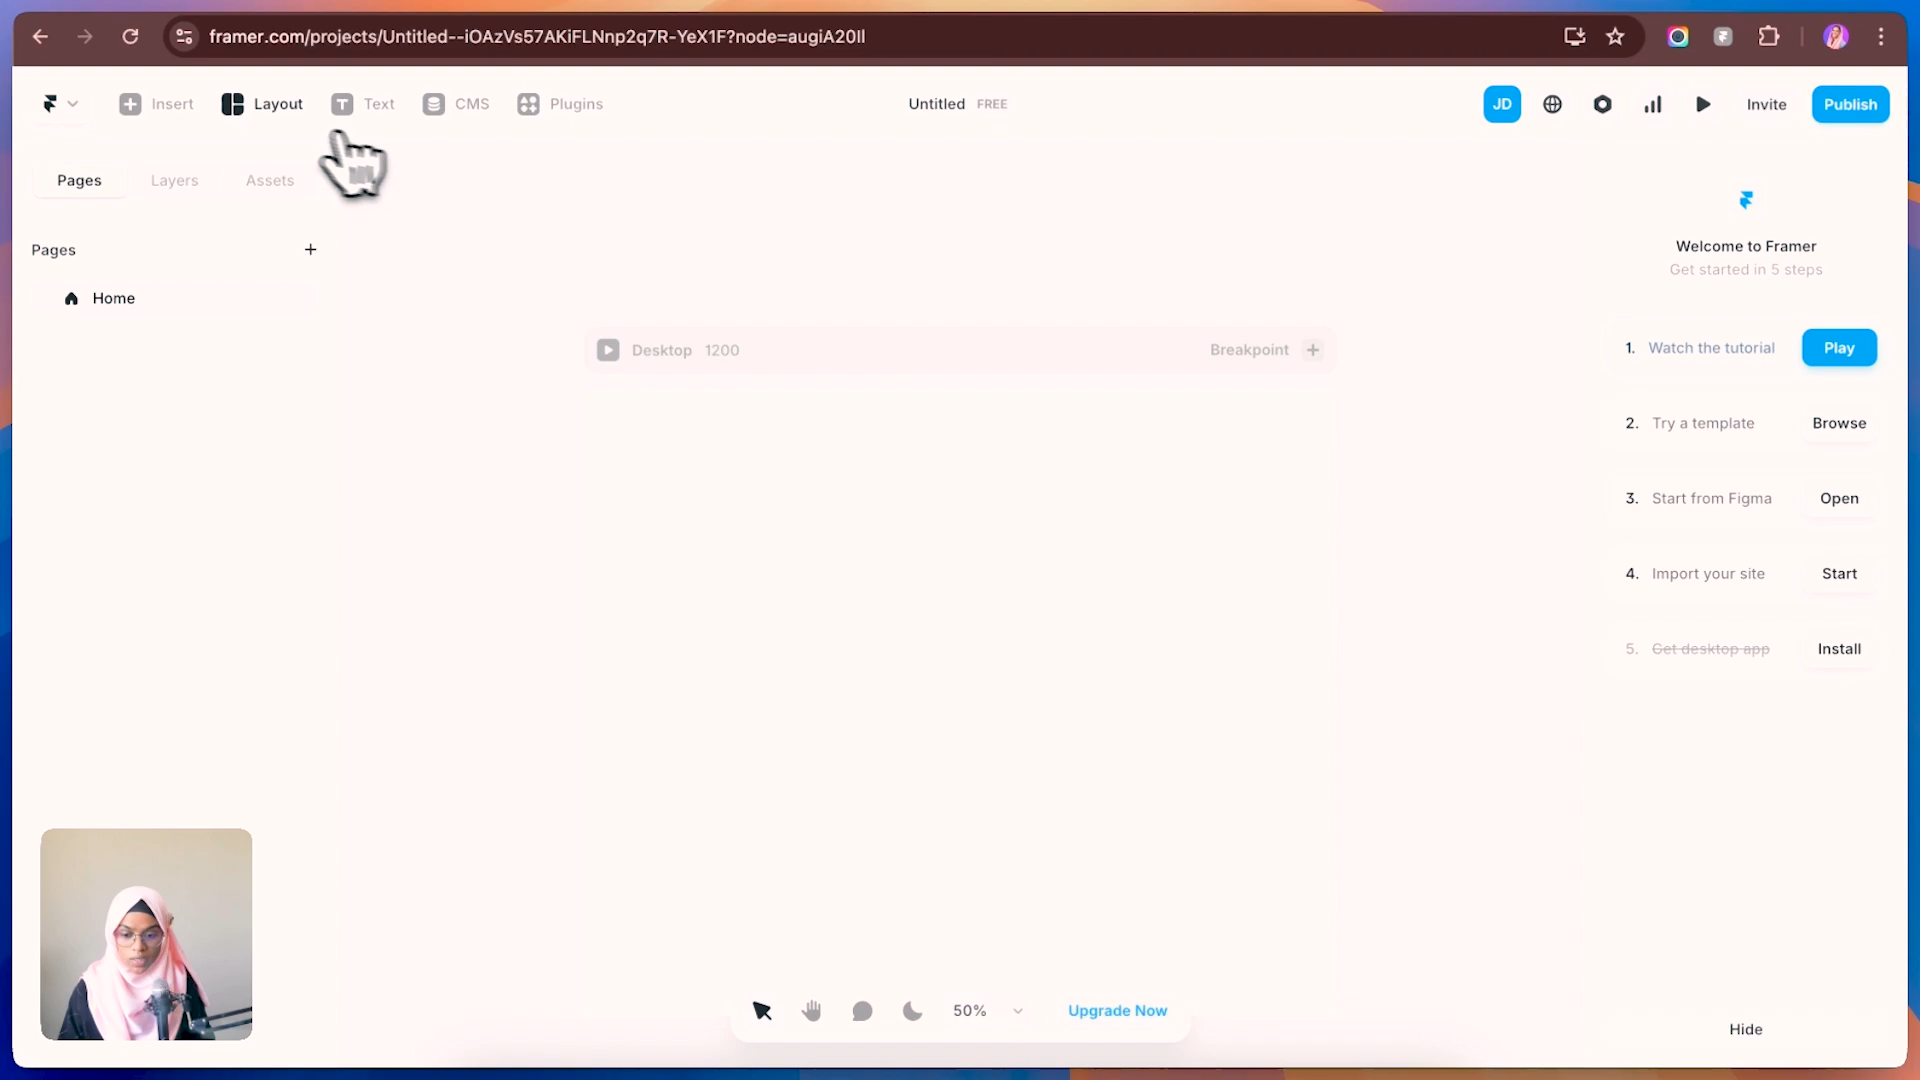 framer.com/projects/Untitled--iOAzVs57AKiFLNnp2q7R-YeX1F?node=augiA20Il
Insert Layout Text CMS Plugins Untitled FREE JD Invite Publish
Pages Layers Assets
Pages
Home
Desktop 1200 Breakpoint
Welcome to Framer
Get started in 5 steps
1. Watch the tutorial Play
2. Try a template Browse
3. Start from Figma Open
4. Import your site Start
5. Get desktop app Install
50% Upgrade Now
Hide